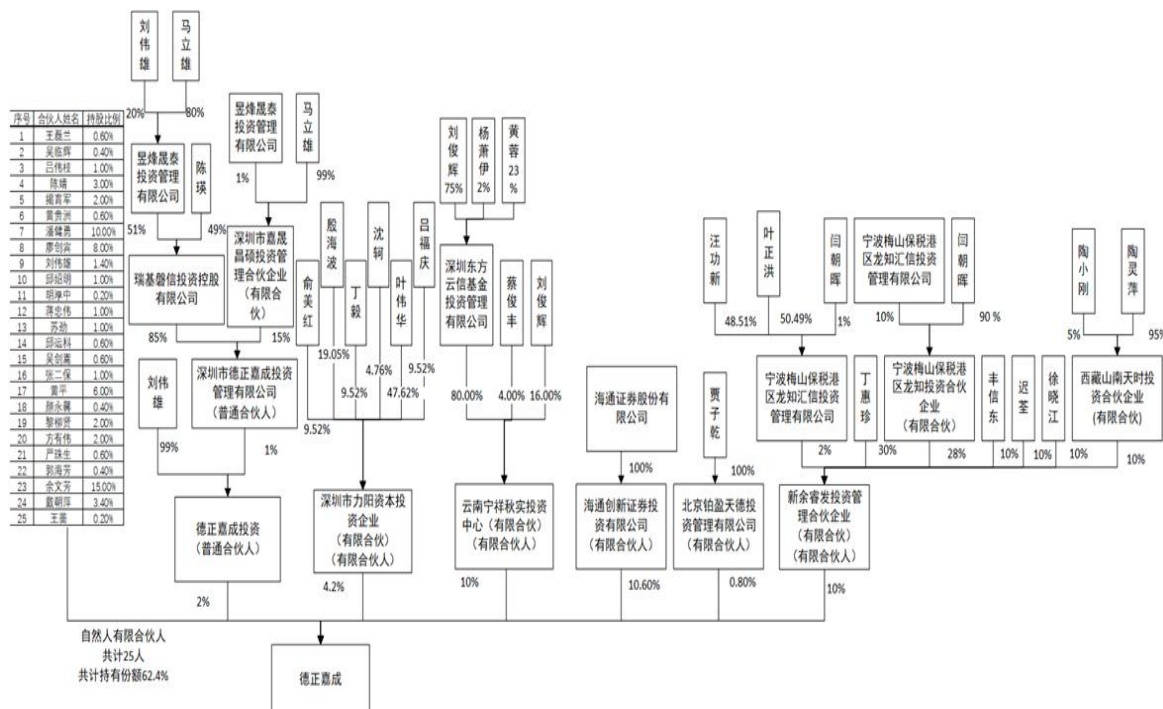 刘伟雄
马立雄
20%
80%
序号 合伙人姓名 持股比例
1 王磊兰 0.60%
2 吴临辉 0.40%
3 吕伟枝 1.00%
4 陈靖 3.00%
5 揭育军 2.00%
6 黄贵洲 0.60%
7 潘健勇 10.00%
8 廖创宾 8.00%
9 刘伟雄 1.40%
10 邱绍明 1.00%
11 胡厚中 0.20%
12 蒋忠伟 1.00%
13 苏劲 1.00%
14 邱运科 0.60%
15 吴创嵩 0.60%
16 张二保 1.00%
17 黄平 6.00%
18 颜永馨 0.40%
19 黎柳贤 2.00%
20 方有伟 2.00%
21 严珠生 0.60%
22 郭海芳 0.40%
23 余文芳 15.00%
24 戴朝萍 3.40%
25 王蔷 0.20%
昱烽晟泰
投资管理
有限公司
陈瑛
51%
49%
瑞基磐信投资控股
有限公司
85%
昱烽晟泰
投资管理
有限公司
马立雄
1%
99%
深圳市嘉晟
昌硕投资管
理合伙企业
（有限合
伙）
15%
深圳市德正嘉成投资
管理有限公司
（普通合伙人）
刘伟雄
99%
1%
德正嘉成投资
（普通合伙人）
2%
俞美红
殷海波
丁毅
沈轲
叶伟华
吕福庆
9.52%
19.05%
9.52%
4.76%
47.62%
9.52%
深圳市力阳资本投
资企业
（有限合伙）
（有限合伙人）
4.2%
刘俊辉
75%
杨萧伊
2%
黄蓉
23
%
深圳东方
云信基金
投资管理
有限公司
蔡俊丰
刘俊辉
80.00%
4.00%
16.00%
云南宁祥秋实投资
中心（有限合伙）
（有限合伙人）
10%
海通证券股份有
限公司
100%
海通创新证券投
资有限公司
（有限合伙人）
10.60%
贾子乾
100%
北京铂盈天德投
资管理有限公司
（有限合伙人）
0.80%
汪功新
叶正洪
闫朝晖
48.51%
50.49%
1%
宁波梅山保税港
区龙知汇信投资
管理有限公司
2%
丁惠珍
30%
宁波梅山保税港
区龙知汇信投资
管理有限公司
闫朝晖
10%
90 %
宁波梅山保税港
区龙知投资合伙
企业
（有限合伙）
28%
丰信东
10%
迟荃
10%
徐晓江
10%
陶小刚
陶灵萍
5%
95%
西藏山南天时投
资合伙企业
(有限合伙）
10%
新余睿发投资管
理合伙企业
（有限合伙）
（有限合伙人）
10%
自然人有限合伙人
共计25人
共计持有份额62.4%
德正嘉成